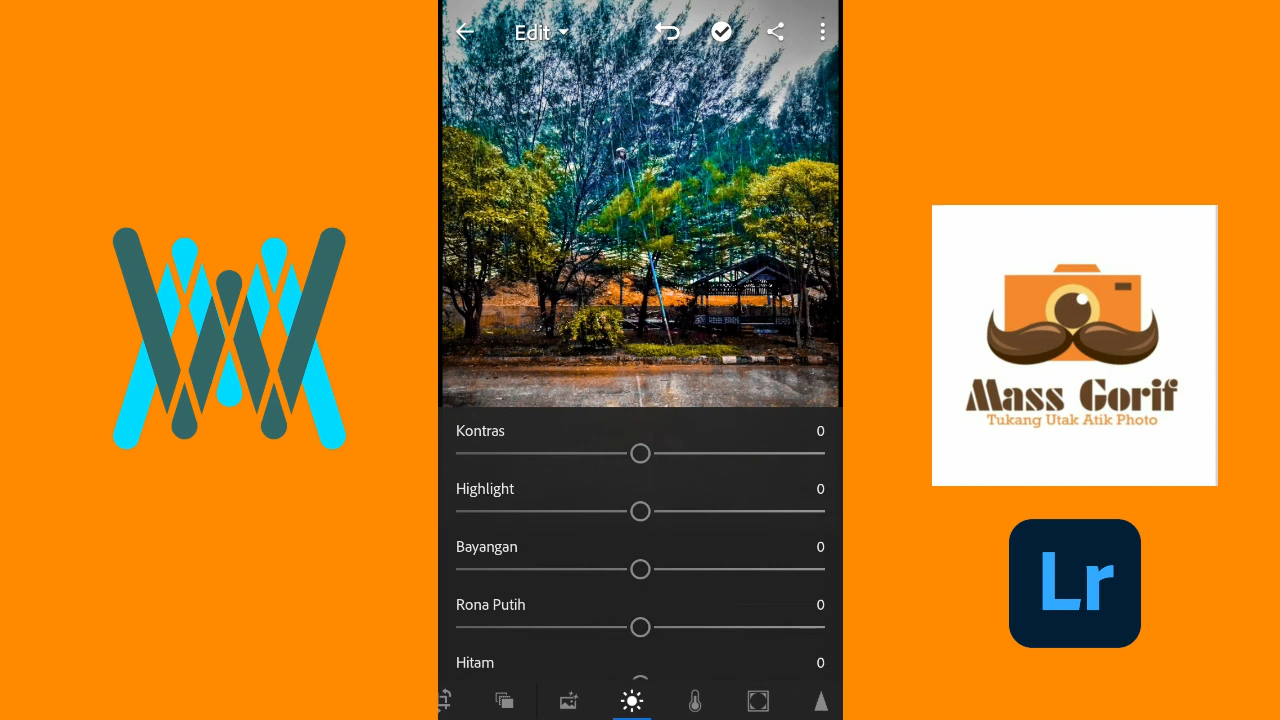 Edit
Kontras 0
Highlight 0
Bayangan 0
Rona Putih 0
Hitam 0
Mass Gorif
Tukang Utak Atik Photo
Lr